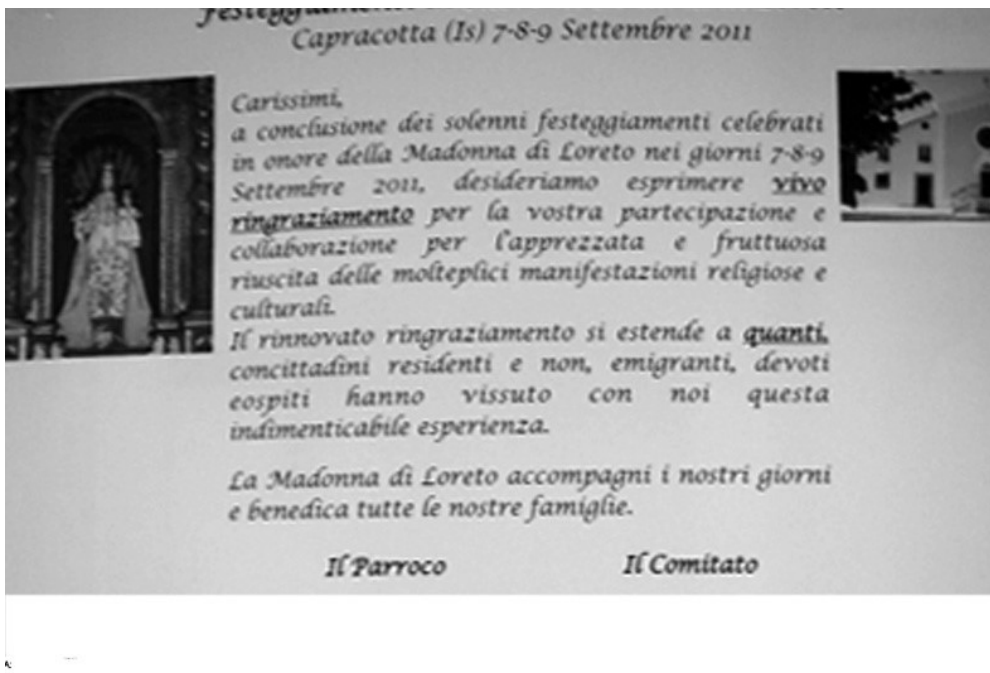 Capracotta (Is) 7-8-9 Settembre 2011
Carissimi,
a conclusione dei solenni festeggiamenti celebrati
in onore della Madonna di Loreto nei giorni 7-8-9
Settembre 2011, desideriamo esprimere vivo
ringraziamento per la vostra partecipazione e
collaborazione per l'apprezzata e fruttuosa
riuscita delle molteplici manifestazioni religiose e
culturali.
Il rinnovato ringraziamento si estende a quanti,
concittadini residenti e non, emigranti, devoti
eospiti hanno vissuto con noi questa
indimenticabile esperienza.
La Madonna di Loreto accompagni i nostri giorni
e benedica tutte le nostre famiglie.
Il Parroco Il Comitato